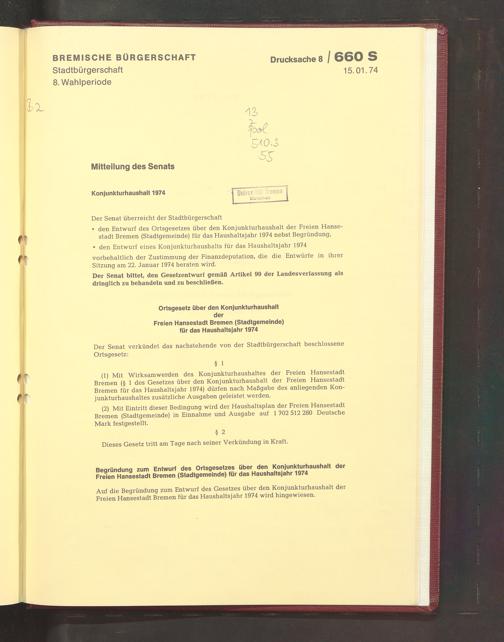 BREMISCHE BÜRGERSCHAFT
Stadtbürgerschaft
8. Wahlperiode
Drucksache 8 / 660 S
15. 01. 74
13
510.3
55
Mitteilung des Senats
Konjunkturhaushalt 1974
Der Senat überreicht der Stadtbürgerschaft
• den Entwurf des Ortsgesetzes über den Konjunkturhaushalt der Freien Hanse-
stadt Bremen (Stadtgemeinde) für das Haushaltsjahr 1974 nebst Begründung,
• den Entwurf eines Konjunkturhaushalts für das Haushaltsjahr 1974
vorbehaltlich der Zustimmung der Finanzdeputation, die die Entwürfe in ihrer
Sitzung am 22. Januar 1974 beraten wird.
Der Senat bittet, den Gesetzentwurf gemäß Artikel 99 der Landesverfassung als
dringlich zu behandeln und zu beschließen.
Ortsgesetz über den Konjunkturhaushalt
der
Freien Hansestadt Bremen (Stadtgemeinde)
für das Haushaltsjahr 1974
Der Senat verkündet das nachstehende von der Stadtbürgerschaft beschlossene
Ortsgesetz:
§ 1
(1) Mit Wirksamwerden des Konjunkturhaushaltes der Freien Hansestadt
Bremen (§ 1 des Gesetzes über den Konjunkturhaushalt der Freien Hansestadt
Bremen für das Haushaltsjahr 1974) dürfen nach Maßgabe des anliegenden Kon-
junkturhaushaltes zusätzliche Ausgaben geleistet werden.
(2) Mit Eintritt dieser Bedingung wird der Haushaltsplan der Freien Hansestadt
Bremen (Stadtgemeinde) in Einnahme und Ausgabe auf 1 702 512 280 Deutsche
Mark festgestellt.
§ 2
Dieses Gesetz tritt am Tage nach seiner Verkündung in Kraft.
Begründung zum Entwurf des Ortsgesetzes über den Konjunkturhaushalt der
Freien Hansestadt Bremen (Stadtgemeinde) für das Haushaltsjahr 1974
Auf die Begründung zum Entwurf des Gesetzes über den Konjunkturhaushalt der
Freien Hansestadt Bremen für das Haushaltsjahr 1974 wird hingewiesen.